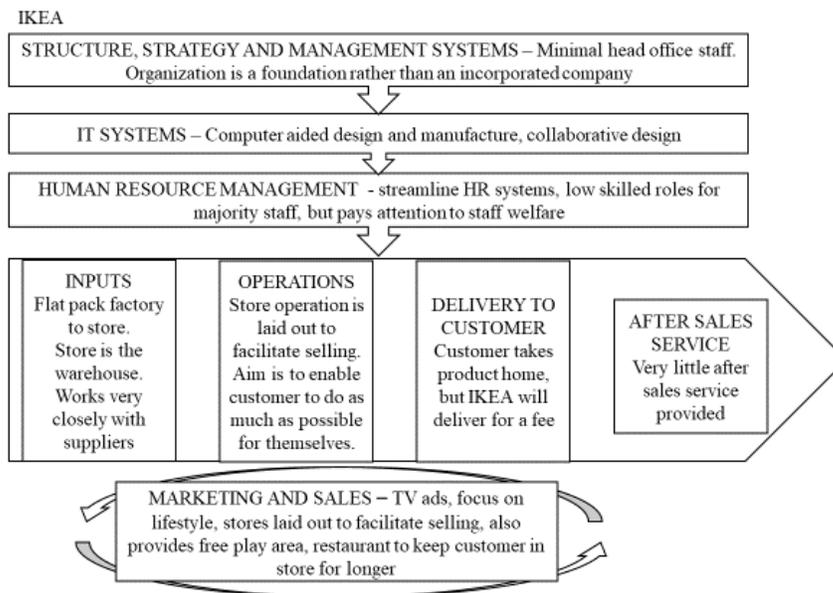 IKEA
STRUCTURE, STRATEGY AND MANAGEMENT SYSTEMS – Minimal head office staff.
Organization is a foundation rather than an incorporated company
IT SYSTEMS – Computer aided design and manufacture, collaborative design
HUMAN RESOURCE MANAGEMENT - streamline HR systems, low skilled roles for
majority staff, but pays attention to staff welfare
INPUTS
Flat pack factory
to store.
Store is the
warehouse.
Works very
closely with
suppliers
OPERATIONS
Store operation is
laid out to
facilitate selling.
Aim is to enable
customer to do as
much as possible
for themselves.
DELIVERY TO
CUSTOMER
Customer takes
product home,
but IKEA will
deliver for a fee
AFTER SALES
SERVICE
Very little after
sales service
provided
MARKETING AND SALES – TV ads, focus on
lifestyle, stores laid out to facilitate selling, also
provides free play area, restaurant to keep customer in
store for longer